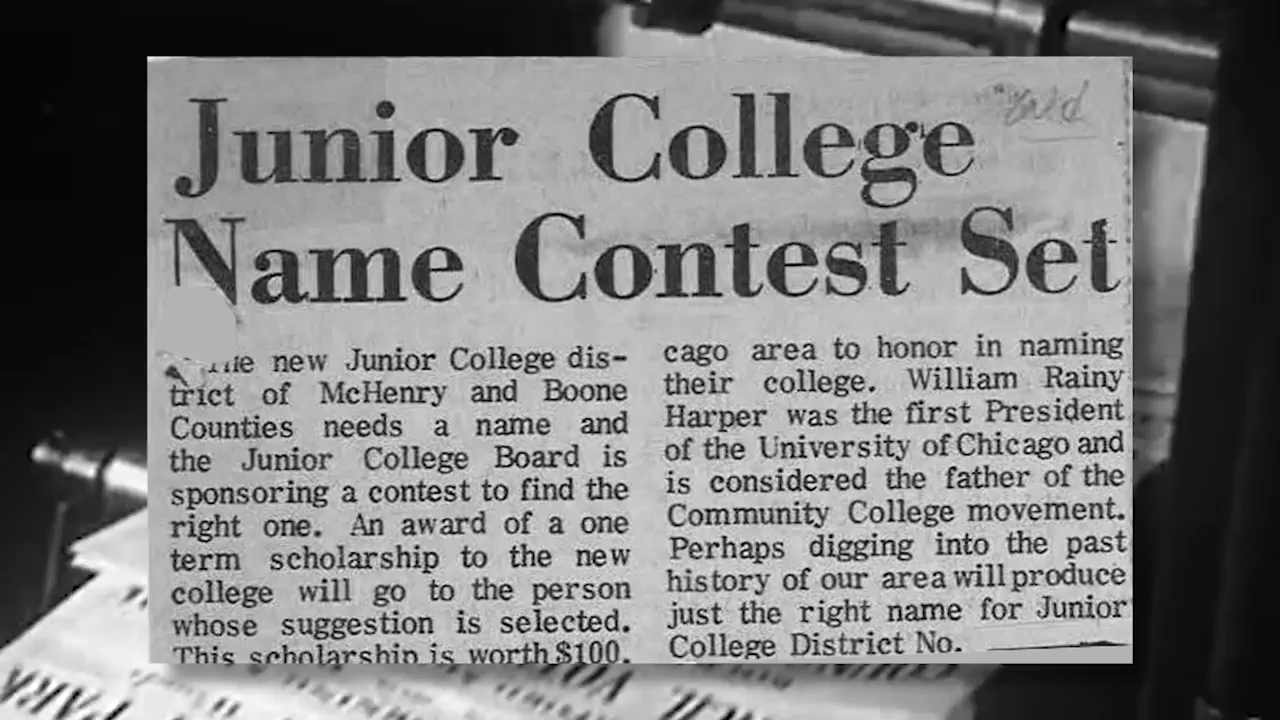 Junior College
Name Contest Set
new Junior College dis-
trict of McHenry and Boone
Counties needs a name and
the Junior College Board is
sponsoring a contest to find the
right one. An award of a one
term scholarship to the new
college will go to the person
whose suggestion is selected.
This scholarship is worth $100.
cago area to honor in naming
their college. William Rainy
Harper was the first President
of the University of Chicago and
is considered the father of the
Community College movement.
Perhaps digging into the past
history of our area will produce
just the right name for Junior
College District No.